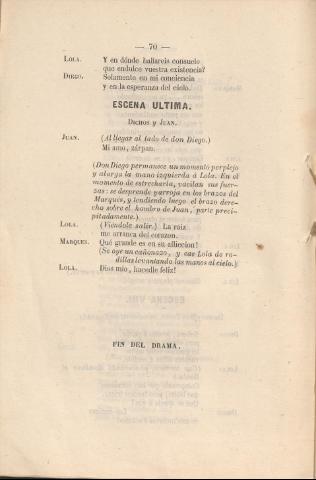 — 70 —
LOLA. Y en dónde hallareis consuelo
que endulce vuestra existencia?
DIEGO. Solamente en mi conciencia
y en la esperanza del cielo.
ESCENA ULTIMA.
DICHOS y JUAN.
JUAN. (Al llegar al lado de don Diego.)
Mi amo, zárpan.
(Don Diego permanece un momento perplejo
y alarga la mano izquierda á Lola. En el
momento de estrecharla, vacilan sus fuer-
zas: se desprende y arroja en los brazos del
Marqués, y tendiendo luego el brazo dere-
cho sobre el hombro de Juan, parte preci-
pitadamente.)
LOLA. (Viéndole salir.) La raiz
me arranca del corazon.
MARQUES. Qué grande es en su afliccion!
(Se oye un cañonazo, y cae Lola de ro-
dillas levantando las manos al cielo.)
LOLA. Dios mio, hacedle feliz!
FIN DEL DRAMA.